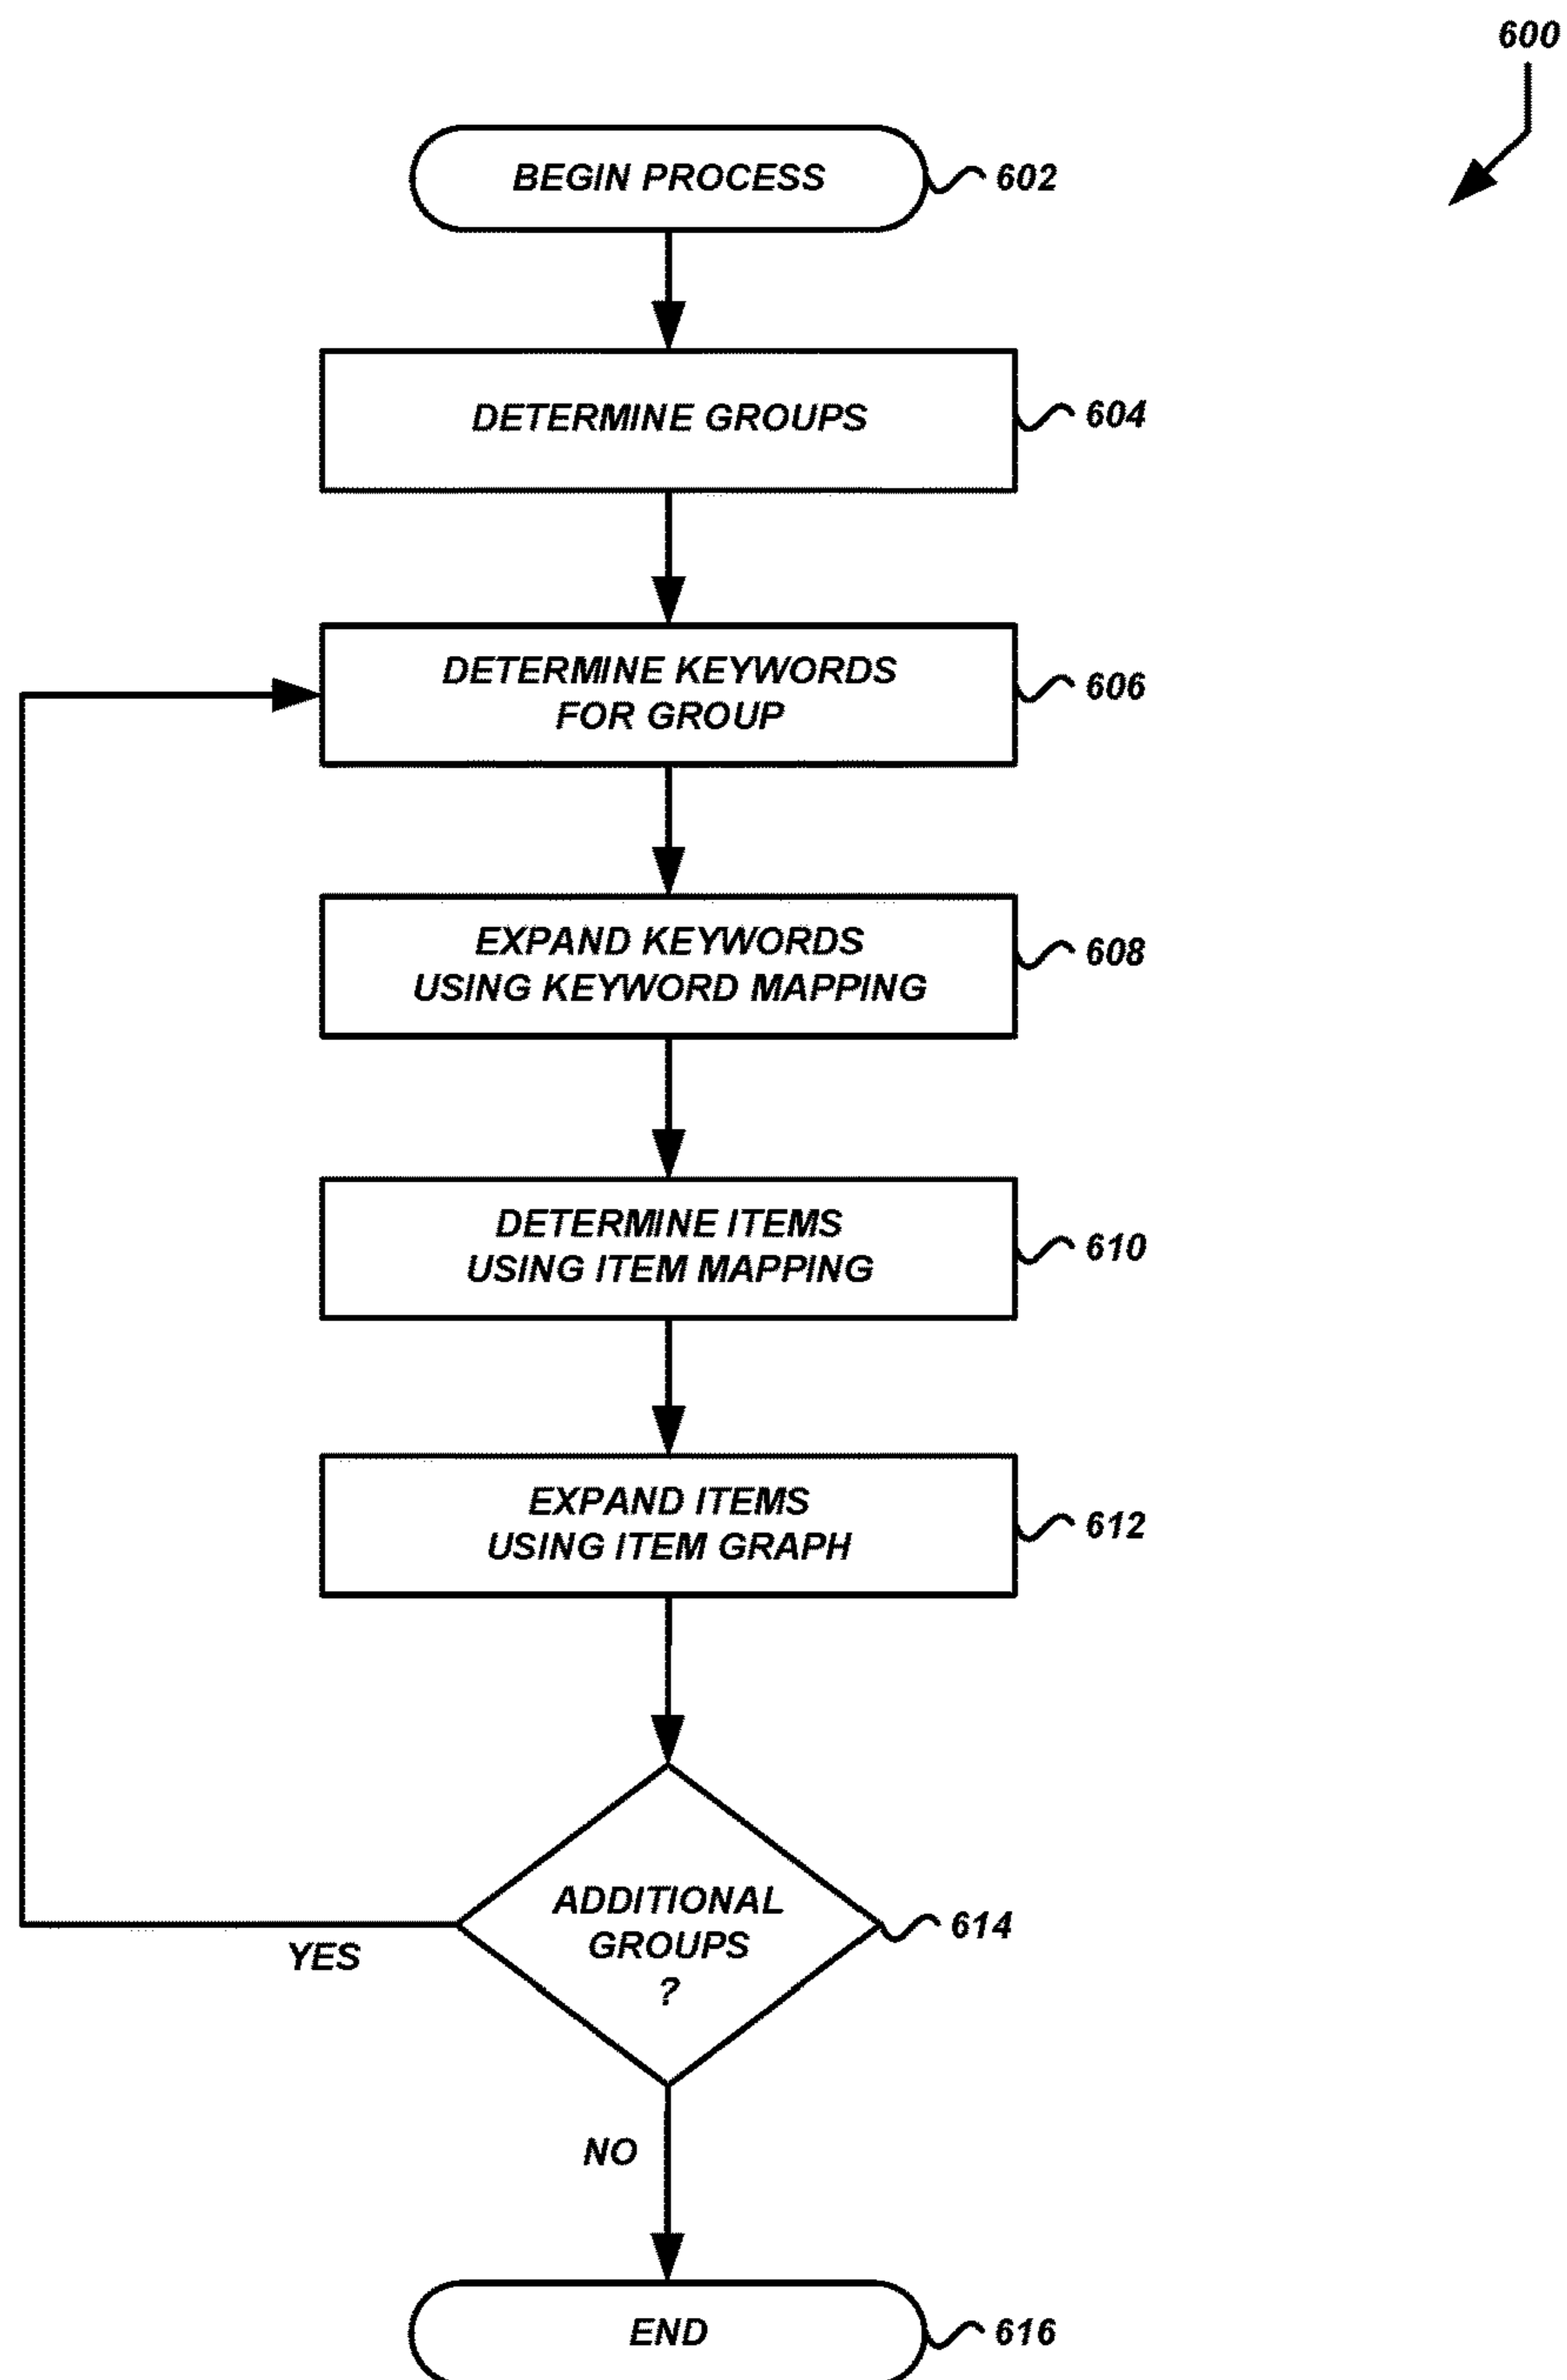 600
BEGIN PROCESS
602
DETERMINE GROUPS
604
DETERMINE KEYWORDS
FOR GROUP
606
EXPAND KEYWORDS
USING KEYWORD MAPPING
608
DETERMINE ITEMS
USING ITEM MAPPING
610
EXPAND ITEMS
USING ITEM GRAPH
612
ADDITIONAL
GROUPS
?
614
YES
NO
END
616